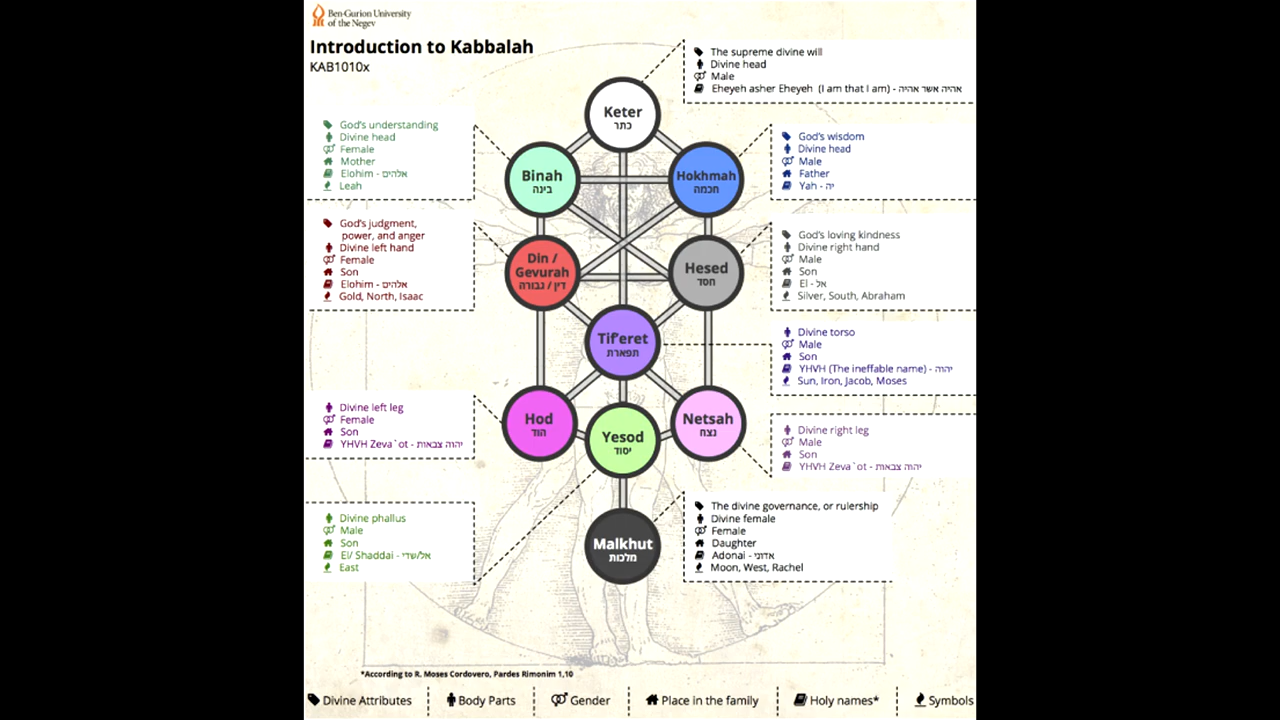 Ben-Gurion University
of the Negev
Introduction to Kabbalah
KAB1010x
The supreme divine will
Divine head
Male
Eheyeh asher Eheyeh (I am that I am) - אהיה אשר אהיה
Keter
כתר
God's understanding
Divine head
Female
Mother
Elohim - אלהים
Leah
Binah
בינה
Hokhmah
חכמה
God's wisdom
Divine head
Male
Father
Yah - יה
God's judgment,
power, and anger
Divine left hand
Female
Son
Elohim - אלהים
Gold, North, Isaac
Din /
Gevurah
דין / גבורה
Hesed
חסד
God's loving kindness
Divine right hand
Male
Son
El - אל
Silver, South, Abraham
Tif'eret
תפארת
Divine torso
Male
Son
YHVH (The ineffable name) - יהוה
Sun, Iron, Jacob, Moses
Divine left leg
Female
Son
YHVH Zeva`ot - יהוה צבאות
Hod
הוד
Yesod
יסוד
Netsah
נצח
Divine right leg
Male
Son
YHVH Zeva`ot - יהוה צבאות
Divine phallus
Male
Son
El/ Shaddai - אל/שדי
East
Malkhut
מלכות
The divine governance, or rulership
Divine female
Female
Daughter
Adonai - אדוני
Moon, West, Rachel
*According to R. Moses Cordovero, Pardes Rimonim 1,10
Divine Attributes
Body Parts
Gender
Place in the family
Holy names*
Symbols